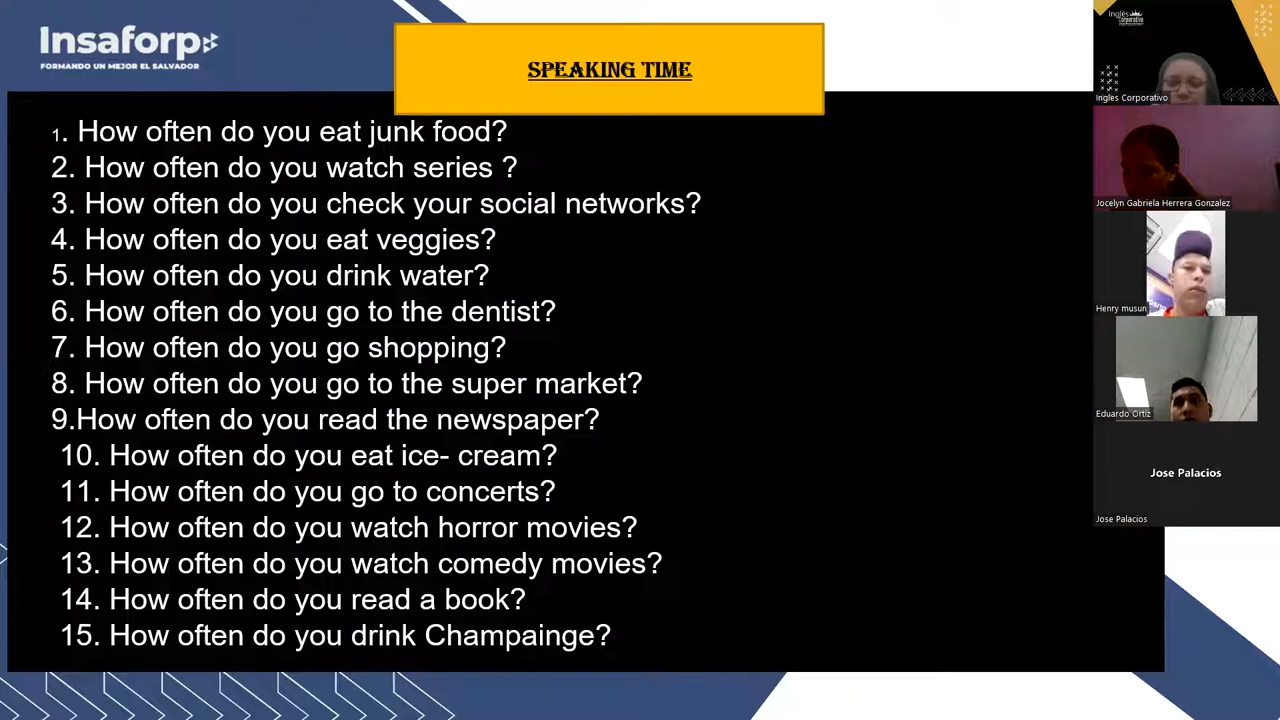 Insaforp
FORMANDO UN MEJOR EL SALVADOR
SPEAKING TIME
1. How often do you eat junk food?
2. How often do you watch series ?
3. How often do you check your social networks?
4. How often do you eat veggies?
5. How often do you drink water?
6. How often do you go to the dentist?
7. How often do you go shopping?
8. How often do you go to the super market?
9.How often do you read the newspaper?
10. How often do you eat ice- cream?
11. How often do you go to concerts?
12. How often do you watch horror movies?
13. How often do you watch comedy movies?
14. How often do you read a book?
15. How often do you drink Champainge?
Inglés
Corporativo
Ingles Corporativo
Jocelyn Gabriela Herrera Gonzalez
Henry musun
Eduardo Ortiz
Jose Palacios
Jose Palacios